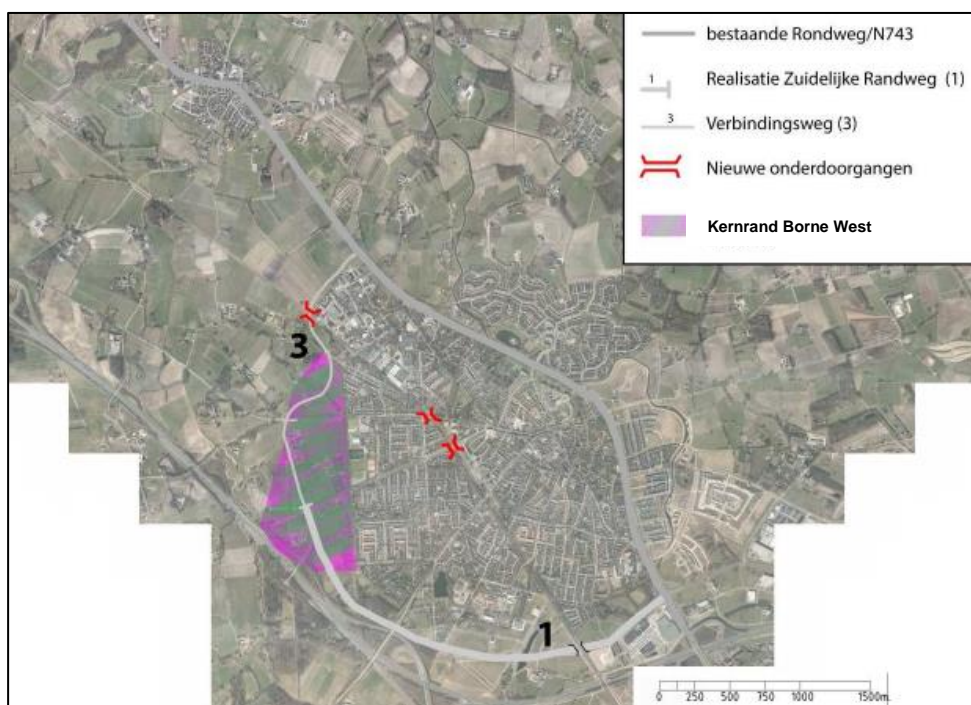 bestaande Rondweg/N743
1
Realisatie Zuidelijke Randweg (1)
3
Verbindingsweg (3)
Nieuwe onderdoorgangen
Kernrand Borne West
3
1
0 250 500 750 1000 1500m.